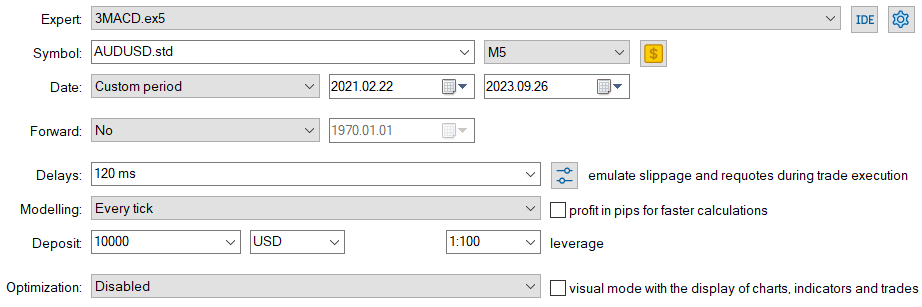 Expert: 3MACD.ex5 IDE
Symbol: AUDUSD.std M5 $
Date: Custom period 2021.02.22 2023.09.26
Forward: No 1970.01.01
Delays: 120 ms emulate slippage and requotes during trade execution
Modelling: Every tick profit in pips for faster calculations
Deposit: 10000 USD 1:100 leverage
Optimization: Disabled visual mode with the display of charts, indicators and trades